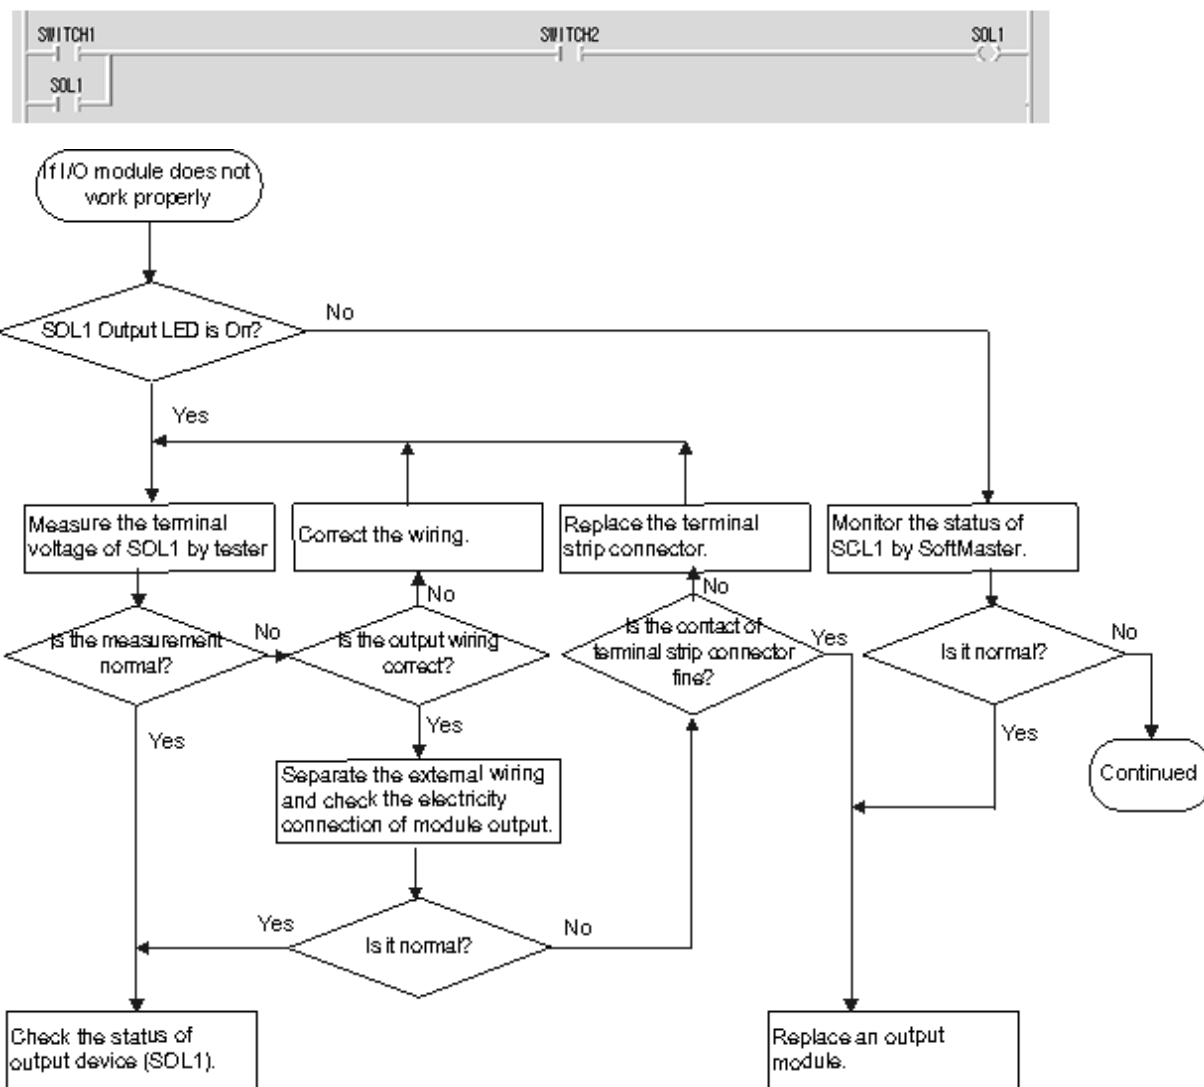 SWITCH1
SWITCH2
SOL1
SOL1
If I/O module does not
work properly
SOL1 Output LED is On?
No
Yes
Measure the terminal
voltage of SOL1 by tester
Correct the wiring.
Replace the terminal
strip connector.
Monitor the status of
SCL1 by SoftMaster.
Is the measurement
normal?
No
Is the output wiring
correct?
No
Is the contact of
terminal strip connector
fine?
No
Yes
Is it normal?
No
Yes
Yes
Yes
Continued
Separate the external wiring
and check the electricity
connection of module output.
Is it normal?
Yes
No
Check the status of
output device (SOL1).
Replace an output
module.